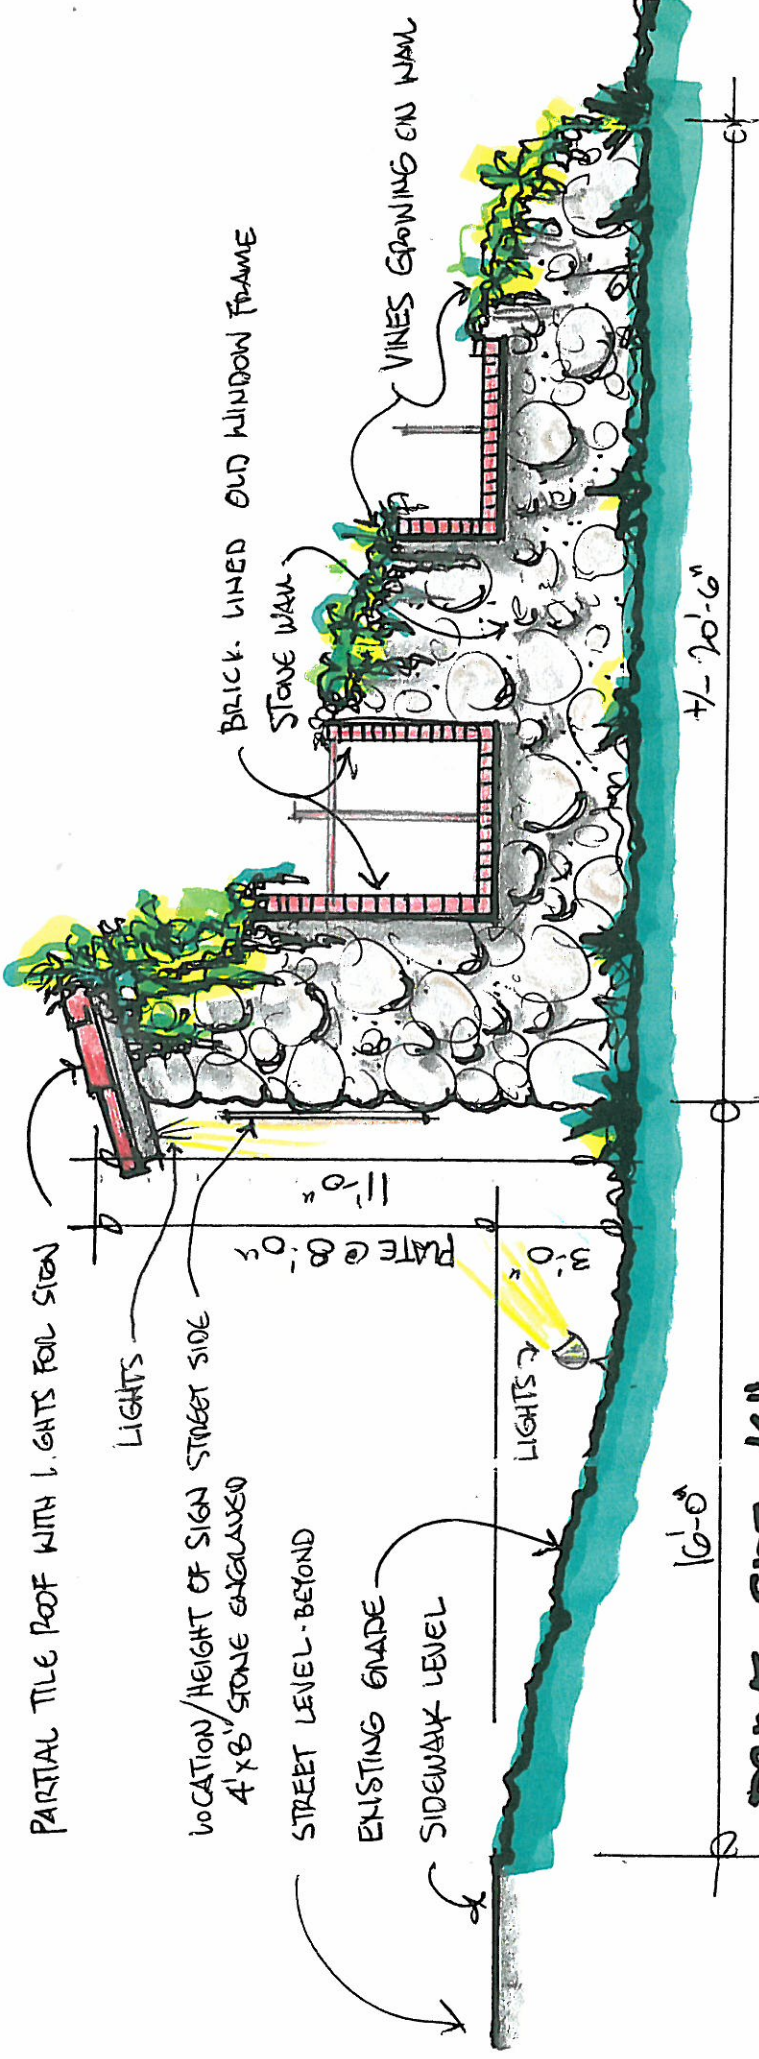 PARTIAL TILE ROOF WITH LIGHTS FOR SIGN
LIGHTS
LOCATION/HEIGHT OF SIGN STREET SIDE
4'x8' STONE ENGRAVED
STREET LEVEL-BEYOND
EXISTING GRADE
SIDEWALK LEVEL
LIGHTS
BRICK-LINED OLD WINDOW FRAME
STONE WALL
VINES GROWING ON WALL
11'-0"
PLATE @ 8'-0"
3'-0"
16'-0"
+/- 20'-6"